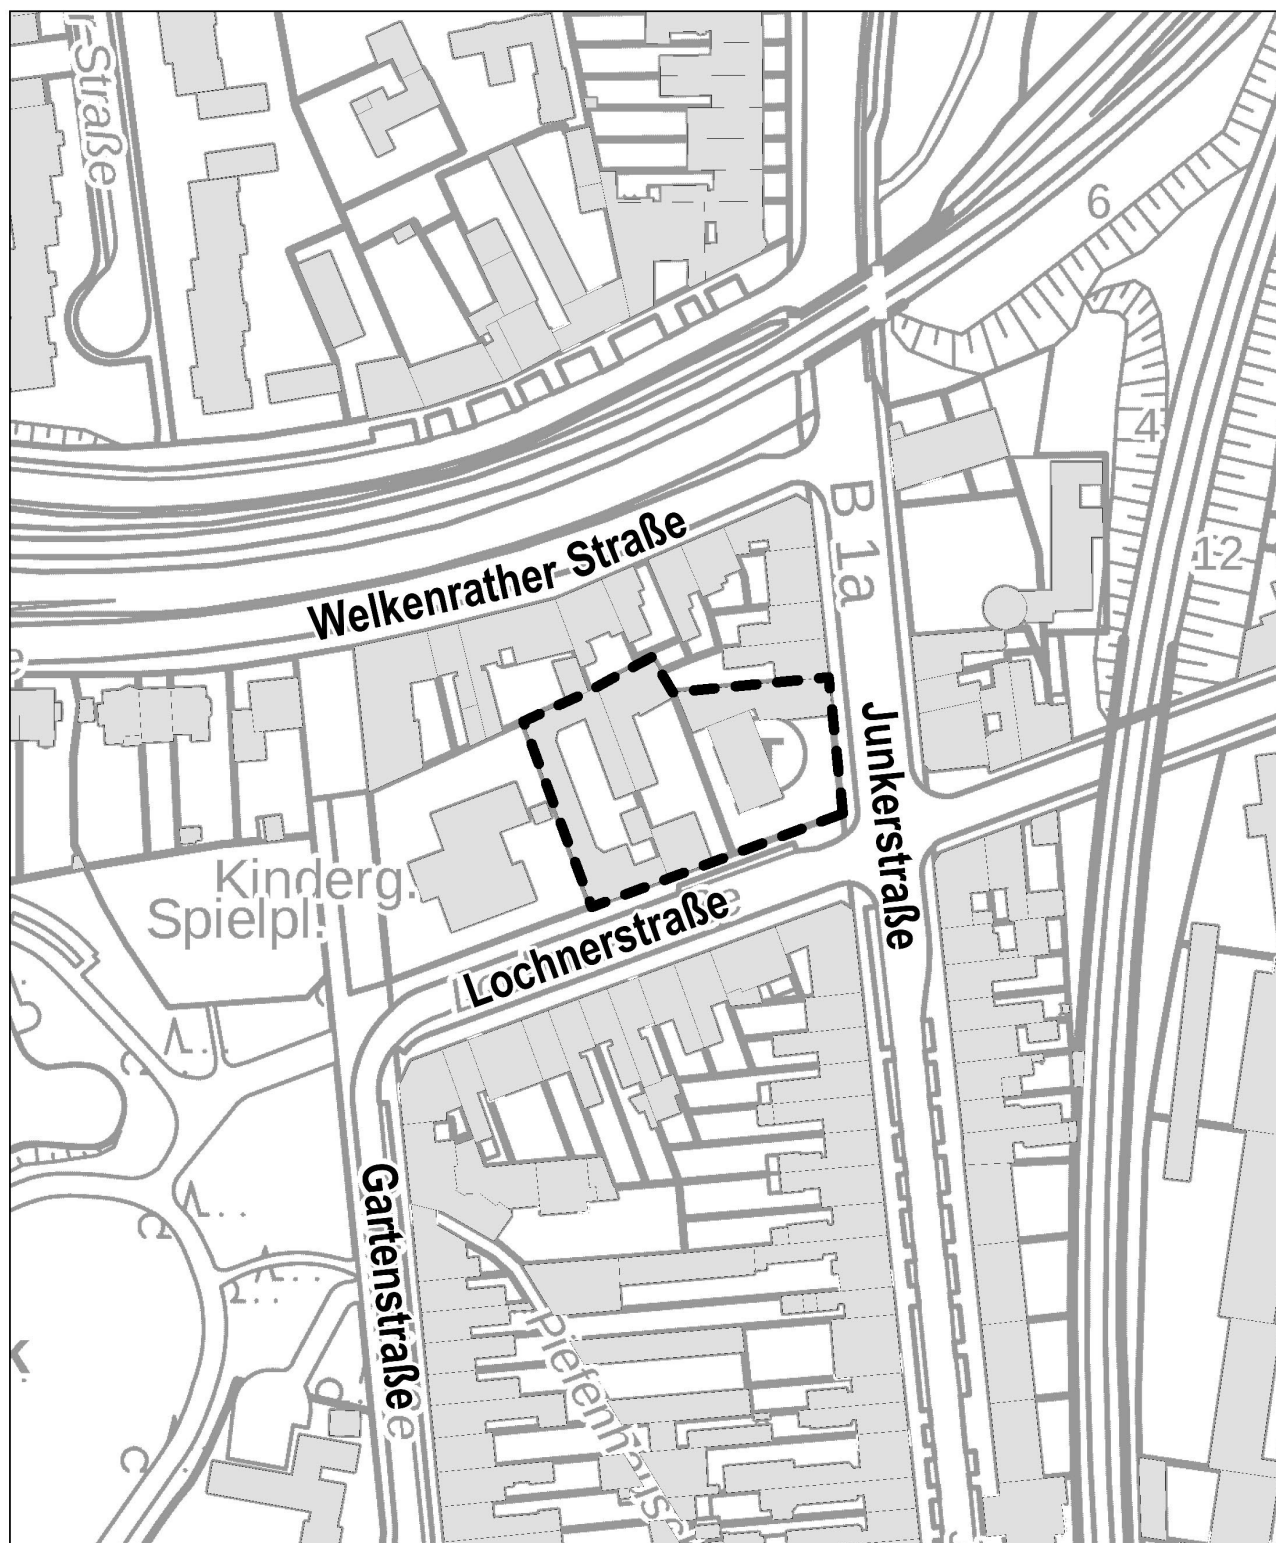 r-Straße
6
4
B 1a
12
Welkenrather Straße
e
Junkerstraße
Kinderg.
Spielpl.
Lochnerstraße
Gartenstraße
k